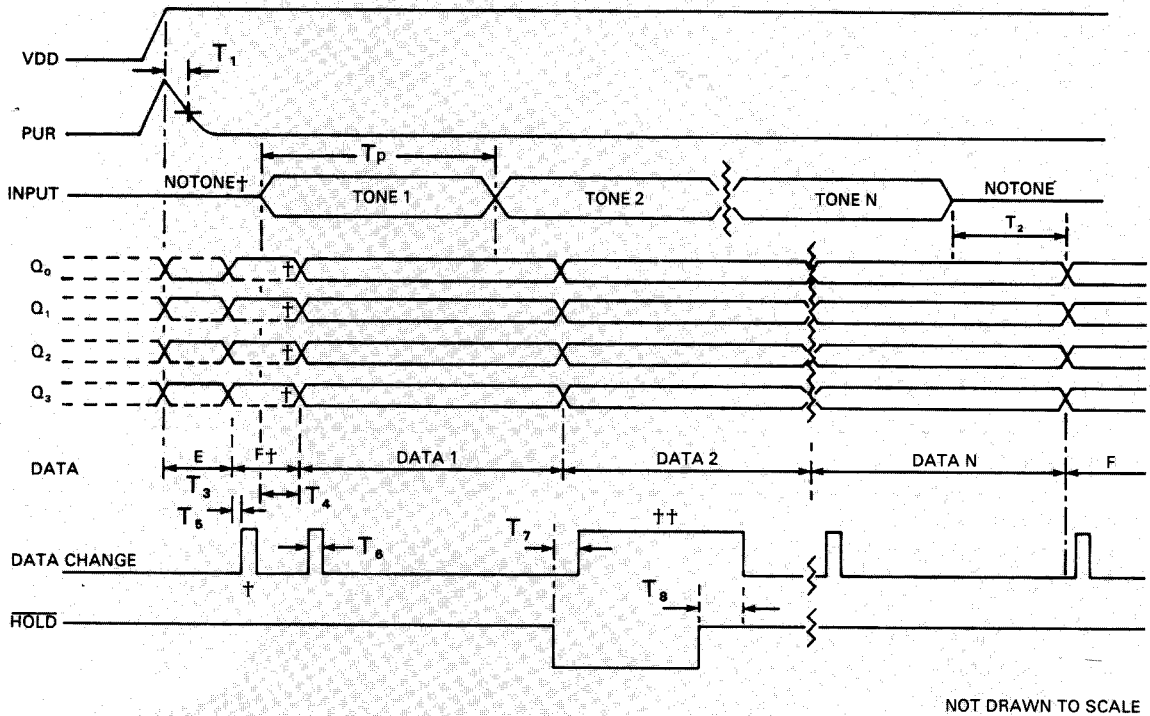 VDD
T₁
PUR
Tp
INPUT
NOTONE†
TONE 1
TONE 2
TONE N
NOTONE
T₂
Q₀
†
Q₁
†
Q₂
†
Q₃
†
DATA
E
F†
DATA 1
DATA 2
DATA N
F
T₃
T₄
T₅
DATA CHANGE
†
T₆
T₇
††
T₈
HOLD
NOT DRAWN TO SCALE